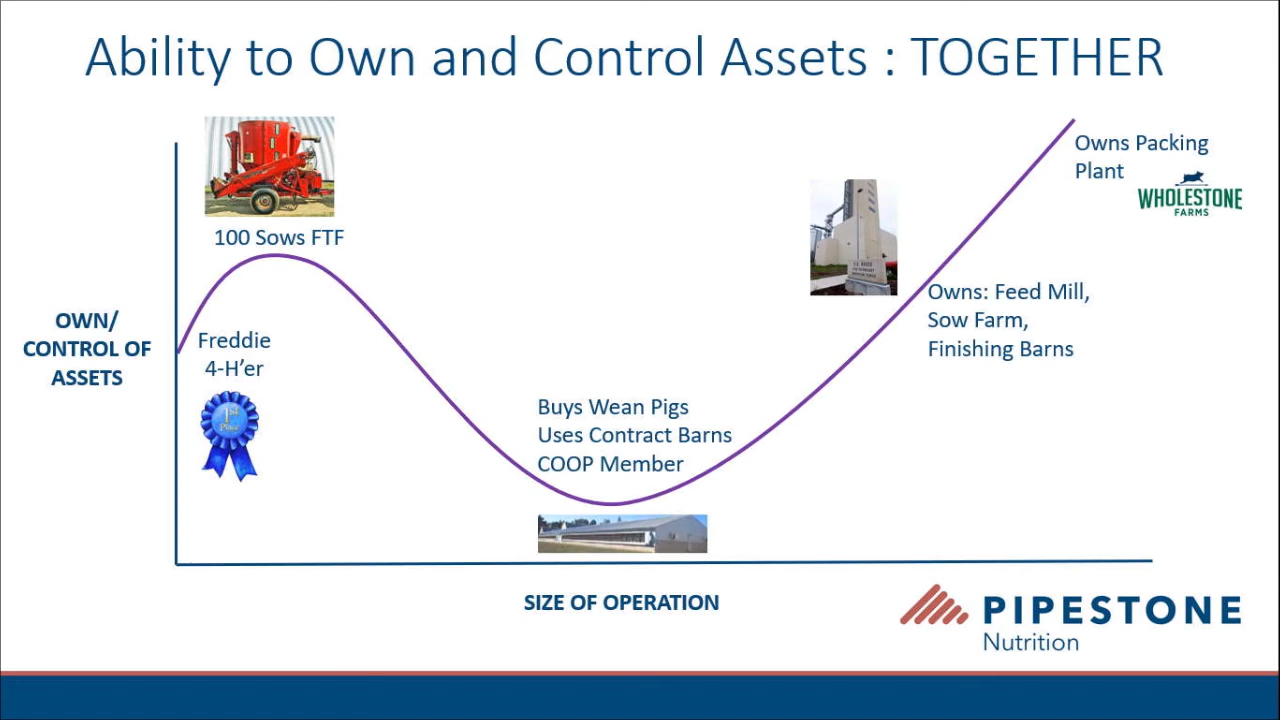 Ability to Own and Control Assets : TOGETHER
100 Sows FTF
Owns Packing
Plant
WHOLESTONE
FARMS
OWN/
CONTROL OF
ASSETS
Freddie
4-H'er
1st
Place
Owns: Feed Mill,
Sow Farm,
Finishing Barns
Buys Wean Pigs
Uses Contract Barns
COOP Member
SIZE OF OPERATION
PIPESTONE
Nutrition